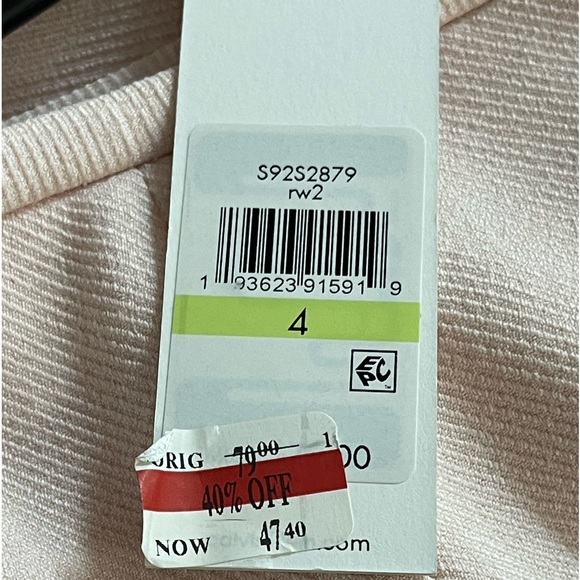 S92S2879
rw2
1 93623 91591 9
4
EPC
TM
ORIG 79.00 1
00
40% OFF
NOW 47.40
.com